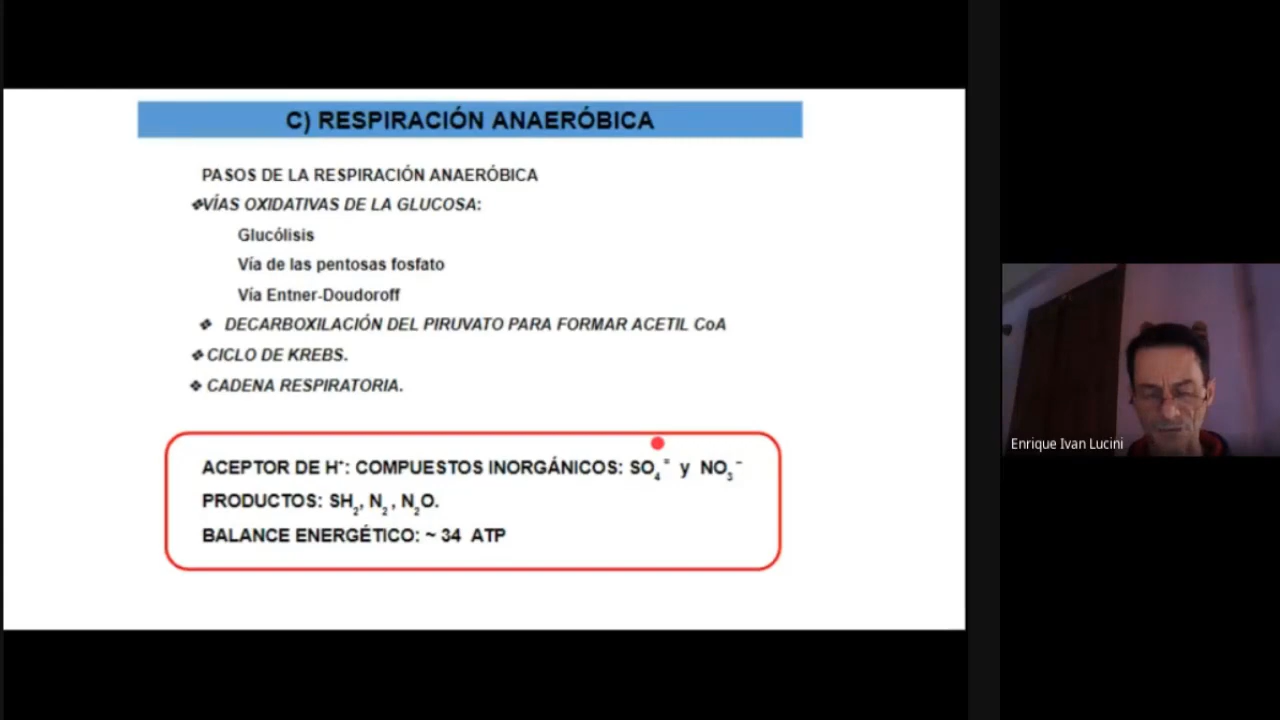 C) RESPIRACIÓN ANAERÓBICA
PASOS DE LA RESPIRACIÓN ANAERÓBICA
❖VÍAS OXIDATIVAS DE LA GLUCOSA:
Glucólisis
Vía de las pentosas fosfato
Vía Entner-Doudoroff
❖ DECARBOXILACIÓN DEL PIRUVATO PARA FORMAR ACETIL CoA
❖ CICLO DE KREBS.
❖ CADENA RESPIRATORIA.
ACEPTOR DE H⁺: COMPUESTOS INORGÁNICOS: SO₄⁼ y NO₃⁻
PRODUCTOS: SH₂, N₂ , N₂O.
BALANCE ENERGÉTICO: ~ 34 ATP
Enrique Ivan Lucini